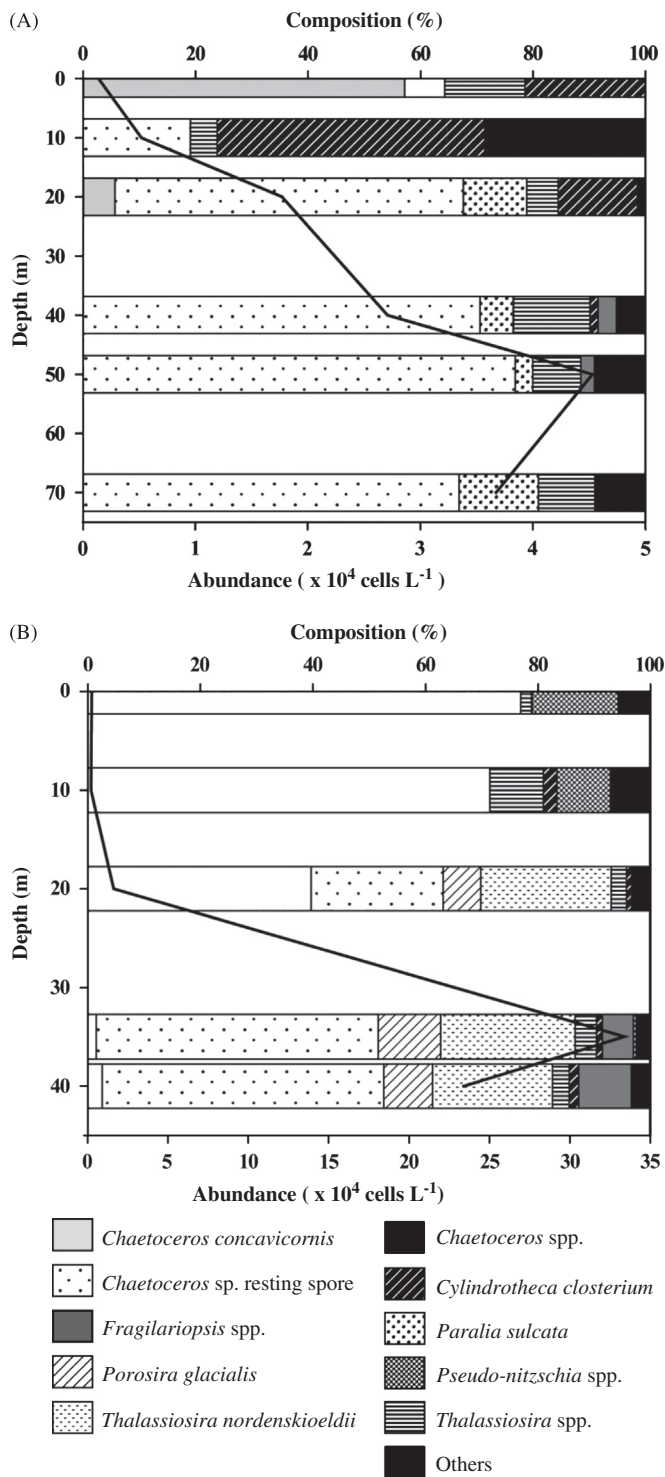 (A)
Composition (%)
0 20 40 60 80 100
0
10
20
30
40
50
60
70
Depth (m)
0 1 2 3 4 5
Abundance ( x 10⁴ cells L⁻¹)
(B)
Composition (%)
0 20 40 60 80 100
0
10
20
30
40
Depth (m)
0 5 10 15 20 25 30 35
Abundance ( x 10⁴ cells L⁻¹)
Chaetoceros concavicornis
Chaetoceros sp. resting spore
Fragilariopsis spp.
Porosira glacialis
Thalassiosira nordenskioeldii
Chaetoceros spp.
Cylindrotheca closterium
Paralia sulcata
Pseudo-nitzschia spp.
Thalassiosira spp.
Others